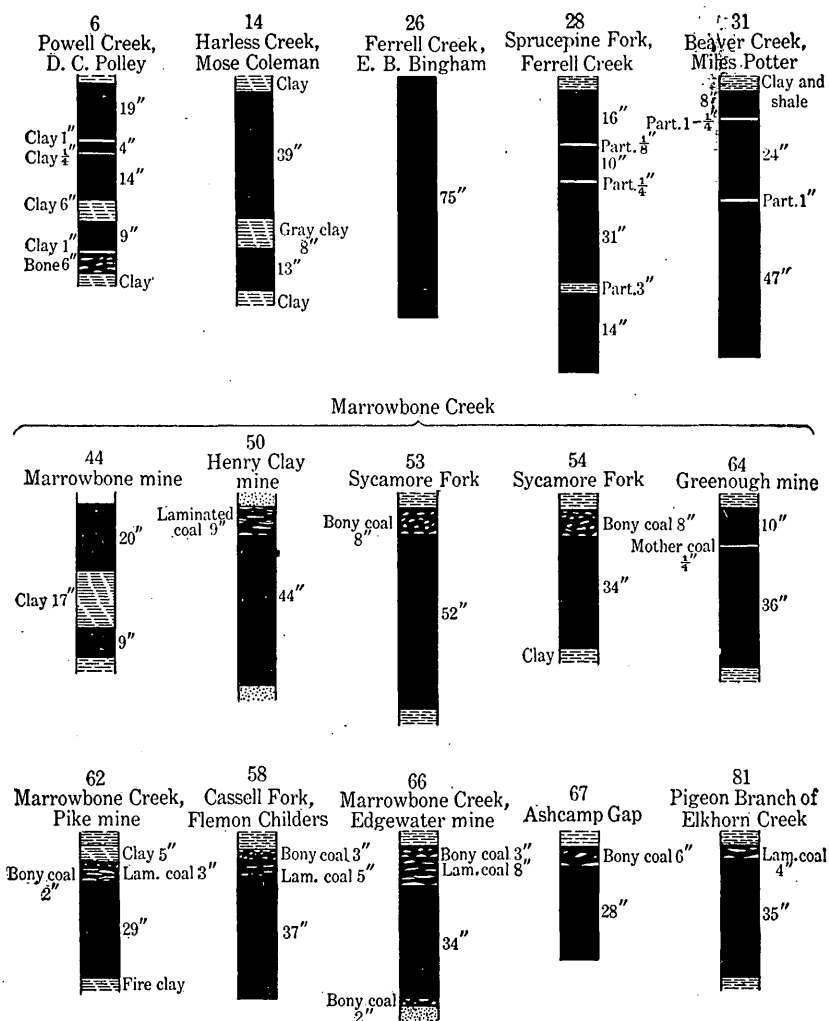 6
Powell Creek,
D. C. Polley
19"
Clay 1"
4"
Clay ¼"
14"
Clay 6"
9"
Clay 1"
Bone 6"
Clay
14
Harless Creek,
Mose Coleman
Clay
39"
Gray clay
8"
13"
Clay
26
Ferrell Creek,
E. B. Bingham
75"
28
Sprucepine Fork,
Ferrell Creek
16"
Part. ⅛"
10"
Part. ¼"
31"
Part. 3"
14"
31
Beaver Creek,
Miles Potter
Clay and
shale
8"
Part. 1-¼"
24"
Part. 1"
47"
Marrowbone Creek
44
Marrowbone mine
20"
Clay 17"
9"
50
Henry Clay
mine
Laminated
coal 9"
44"
53
Sycamore Fork
Bony coal
8"
52"
54
Sycamore Fork
Bony coal 8"
34"
Clay
64
Greenough mine
10"
Mother coal
¼"
36"
62
Marrowbone Creek,
Pike mine
Clay 5"
Bony coal
2"
Lam. coal 3"
29"
Fire clay
58
Cassell Fork,
Flemon Childers
Bony coal 3"
Lam. coal 5"
37"
66
Marrowbone Creek,
Edgewater mine
Bony coal 3"
Lam. coal 8"
34"
Bony coal
2"
67
Ashcamp Gap
Bony coal 6"
28"
81
Pigeon Branch of
Elkhorn Creek
Lam. coal
4"
35"